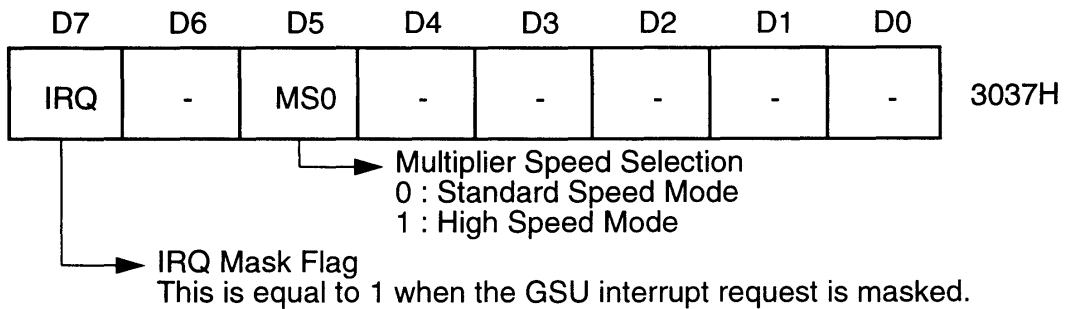 D7 D6 D5 D4 D3 D2 D1 D0
IRQ - MS0 - - - - - 3037H
Multiplier Speed Selection
0 : Standard Speed Mode
1 : High Speed Mode
IRQ Mask Flag
This is equal to 1 when the GSU interrupt request is masked.